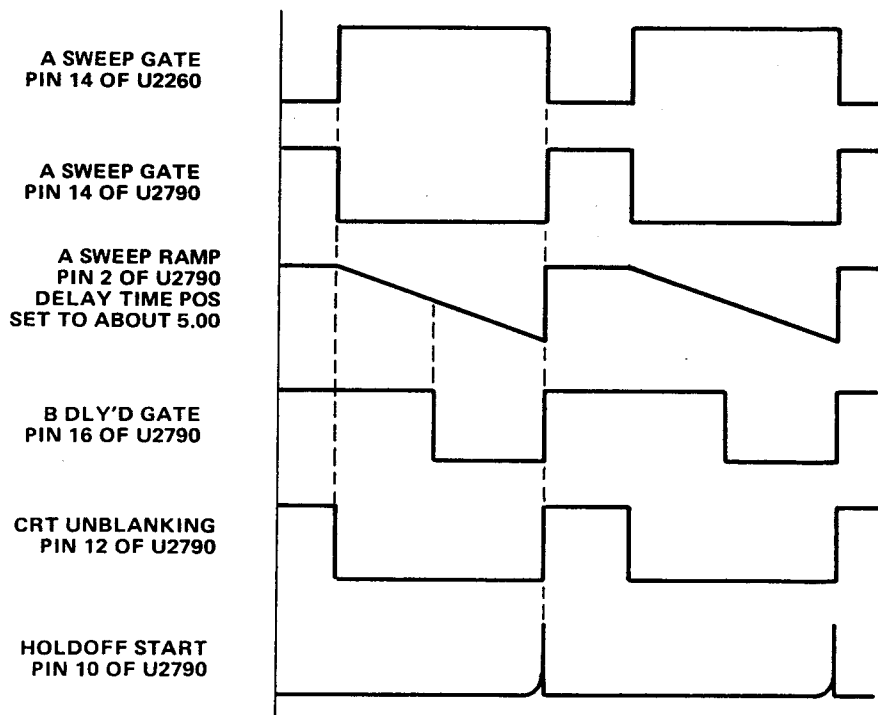 A SWEEP GATE
PIN 14 OF U2260
A SWEEP GATE
PIN 14 OF U2790
A SWEEP RAMP
PIN 2 OF U2790
DELAY TIME POS
SET TO ABOUT 5.00
B DLY'D GATE
PIN 16 OF U2790
CRT UNBLANKING
PIN 12 OF U2790
HOLDOFF START
PIN 10 OF U2790